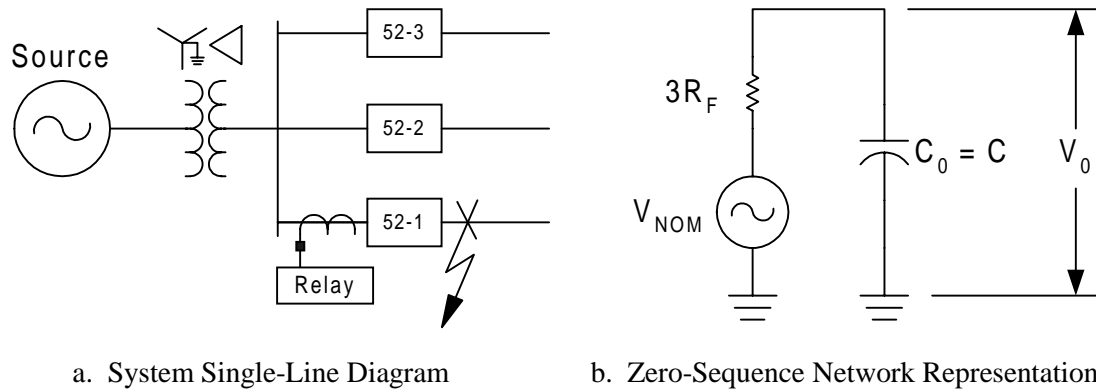 Source
52-3
52-2
52-1
Relay
3R_F
V_NOM
C_0 = C
V_0
a. System Single-Line Diagram
b. Zero-Sequence Network Representation